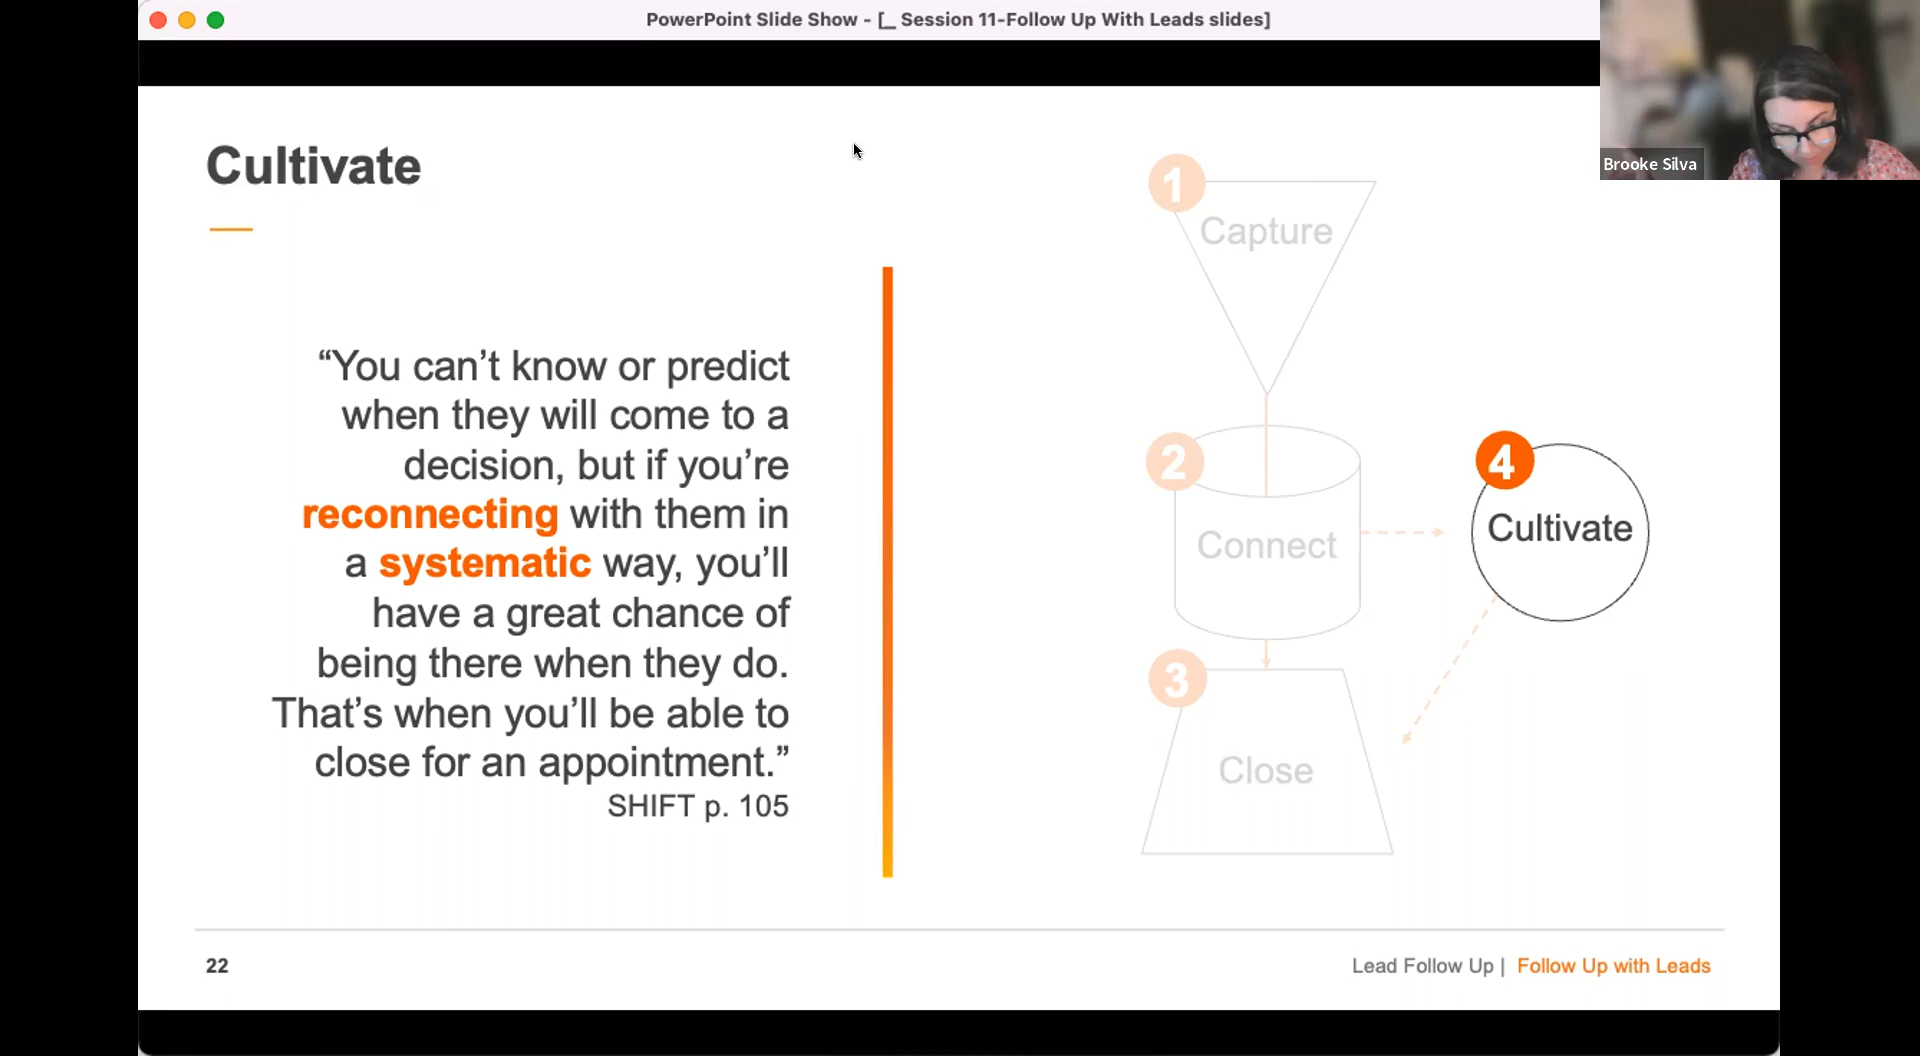 PowerPoint Slide Show - [_ Session 11-Follow Up With Leads slides]
Brooke Silva
Cultivate
“You can’t know or predict
when they will come to a
decision, but if you’re
reconnecting with them in
a systematic way, you’ll
have a great chance of
being there when they do.
That’s when you’ll be able to
close for an appointment.”
SHIFT p. 105
1
Capture
2
Connect
3
Close
4
Cultivate
22
Lead Follow Up | Follow Up with Leads